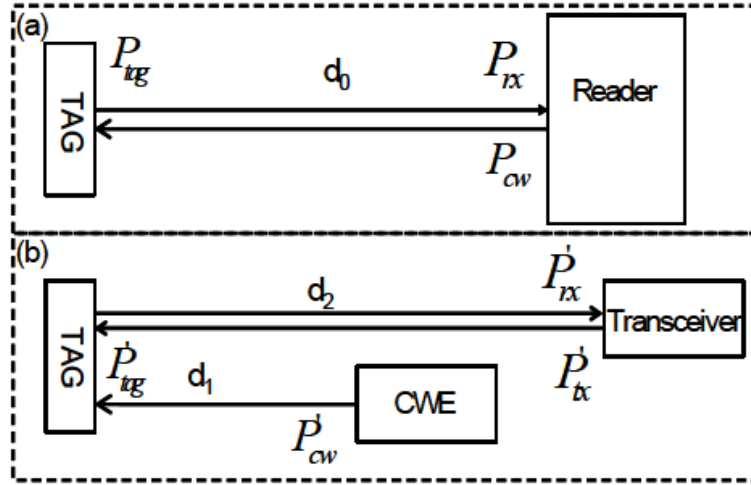 (a)
TAG
P_tag
d_0
P_rx
Reader
P_cw
(b)
TAG
d_2
P'_rx
Transceiver
P'_tag
d_1
P'_tx
P'_cw
CWE